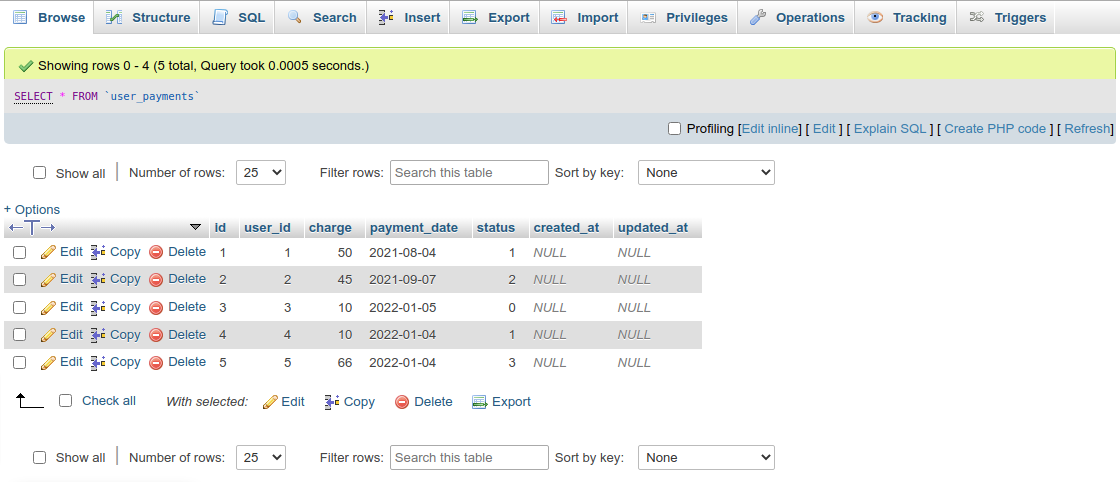 Browse Structure SQL Search Insert Export Import Privileges Operations Tracking Triggers
Showing rows 0 - 4 (5 total, Query took 0.0005 seconds.)
SELECT * FROM `user_payments`
Profiling [Edit inline] [ Edit ] [ Explain SQL ] [ Create PHP code ] [ Refresh]
Show all Number of rows: 25 Filter rows: Search this table Sort by key: None
+ Options
id user_id charge payment_date status created_at updated_at
Edit Copy Delete 1 1 50 2021-08-04 1 NULL NULL
Edit Copy Delete 2 2 45 2021-09-07 2 NULL NULL
Edit Copy Delete 3 3 10 2022-01-05 0 NULL NULL
Edit Copy Delete 4 4 10 2022-01-04 1 NULL NULL
Edit Copy Delete 5 5 66 2022-01-04 3 NULL NULL
Check all With selected: Edit Copy Delete Export
Show all Number of rows: 25 Filter rows: Search this table Sort by key: None